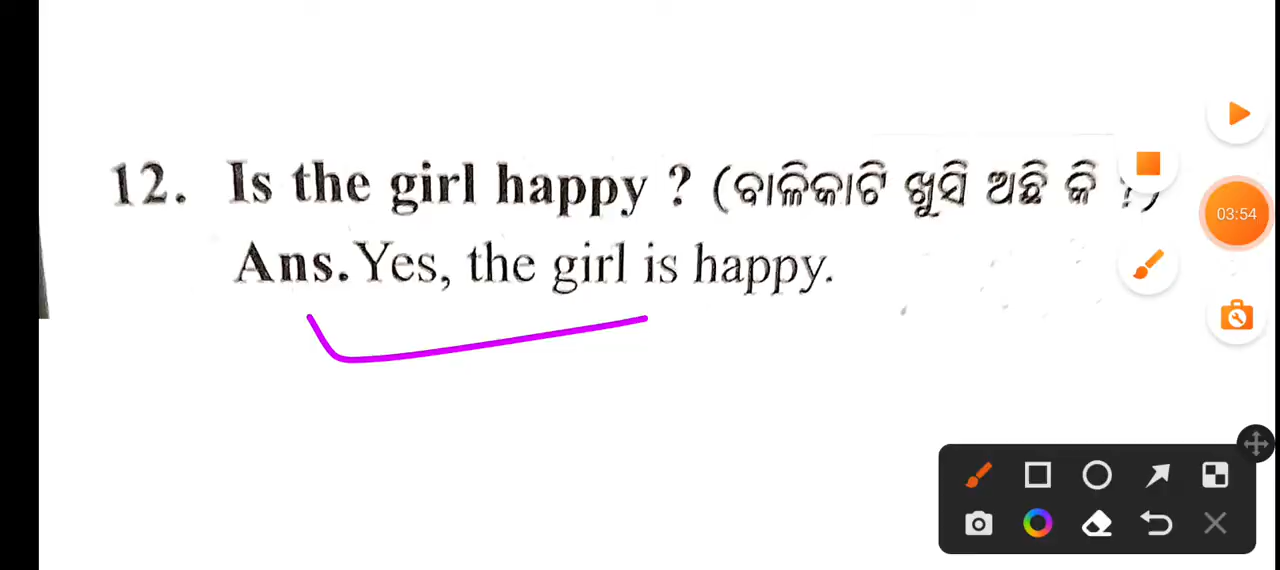 12. Is the girl happy ? (ବାଳିକାଟି ଖୁସି ଅଛି କି ?)
Ans. Yes, the girl is happy.
03:54